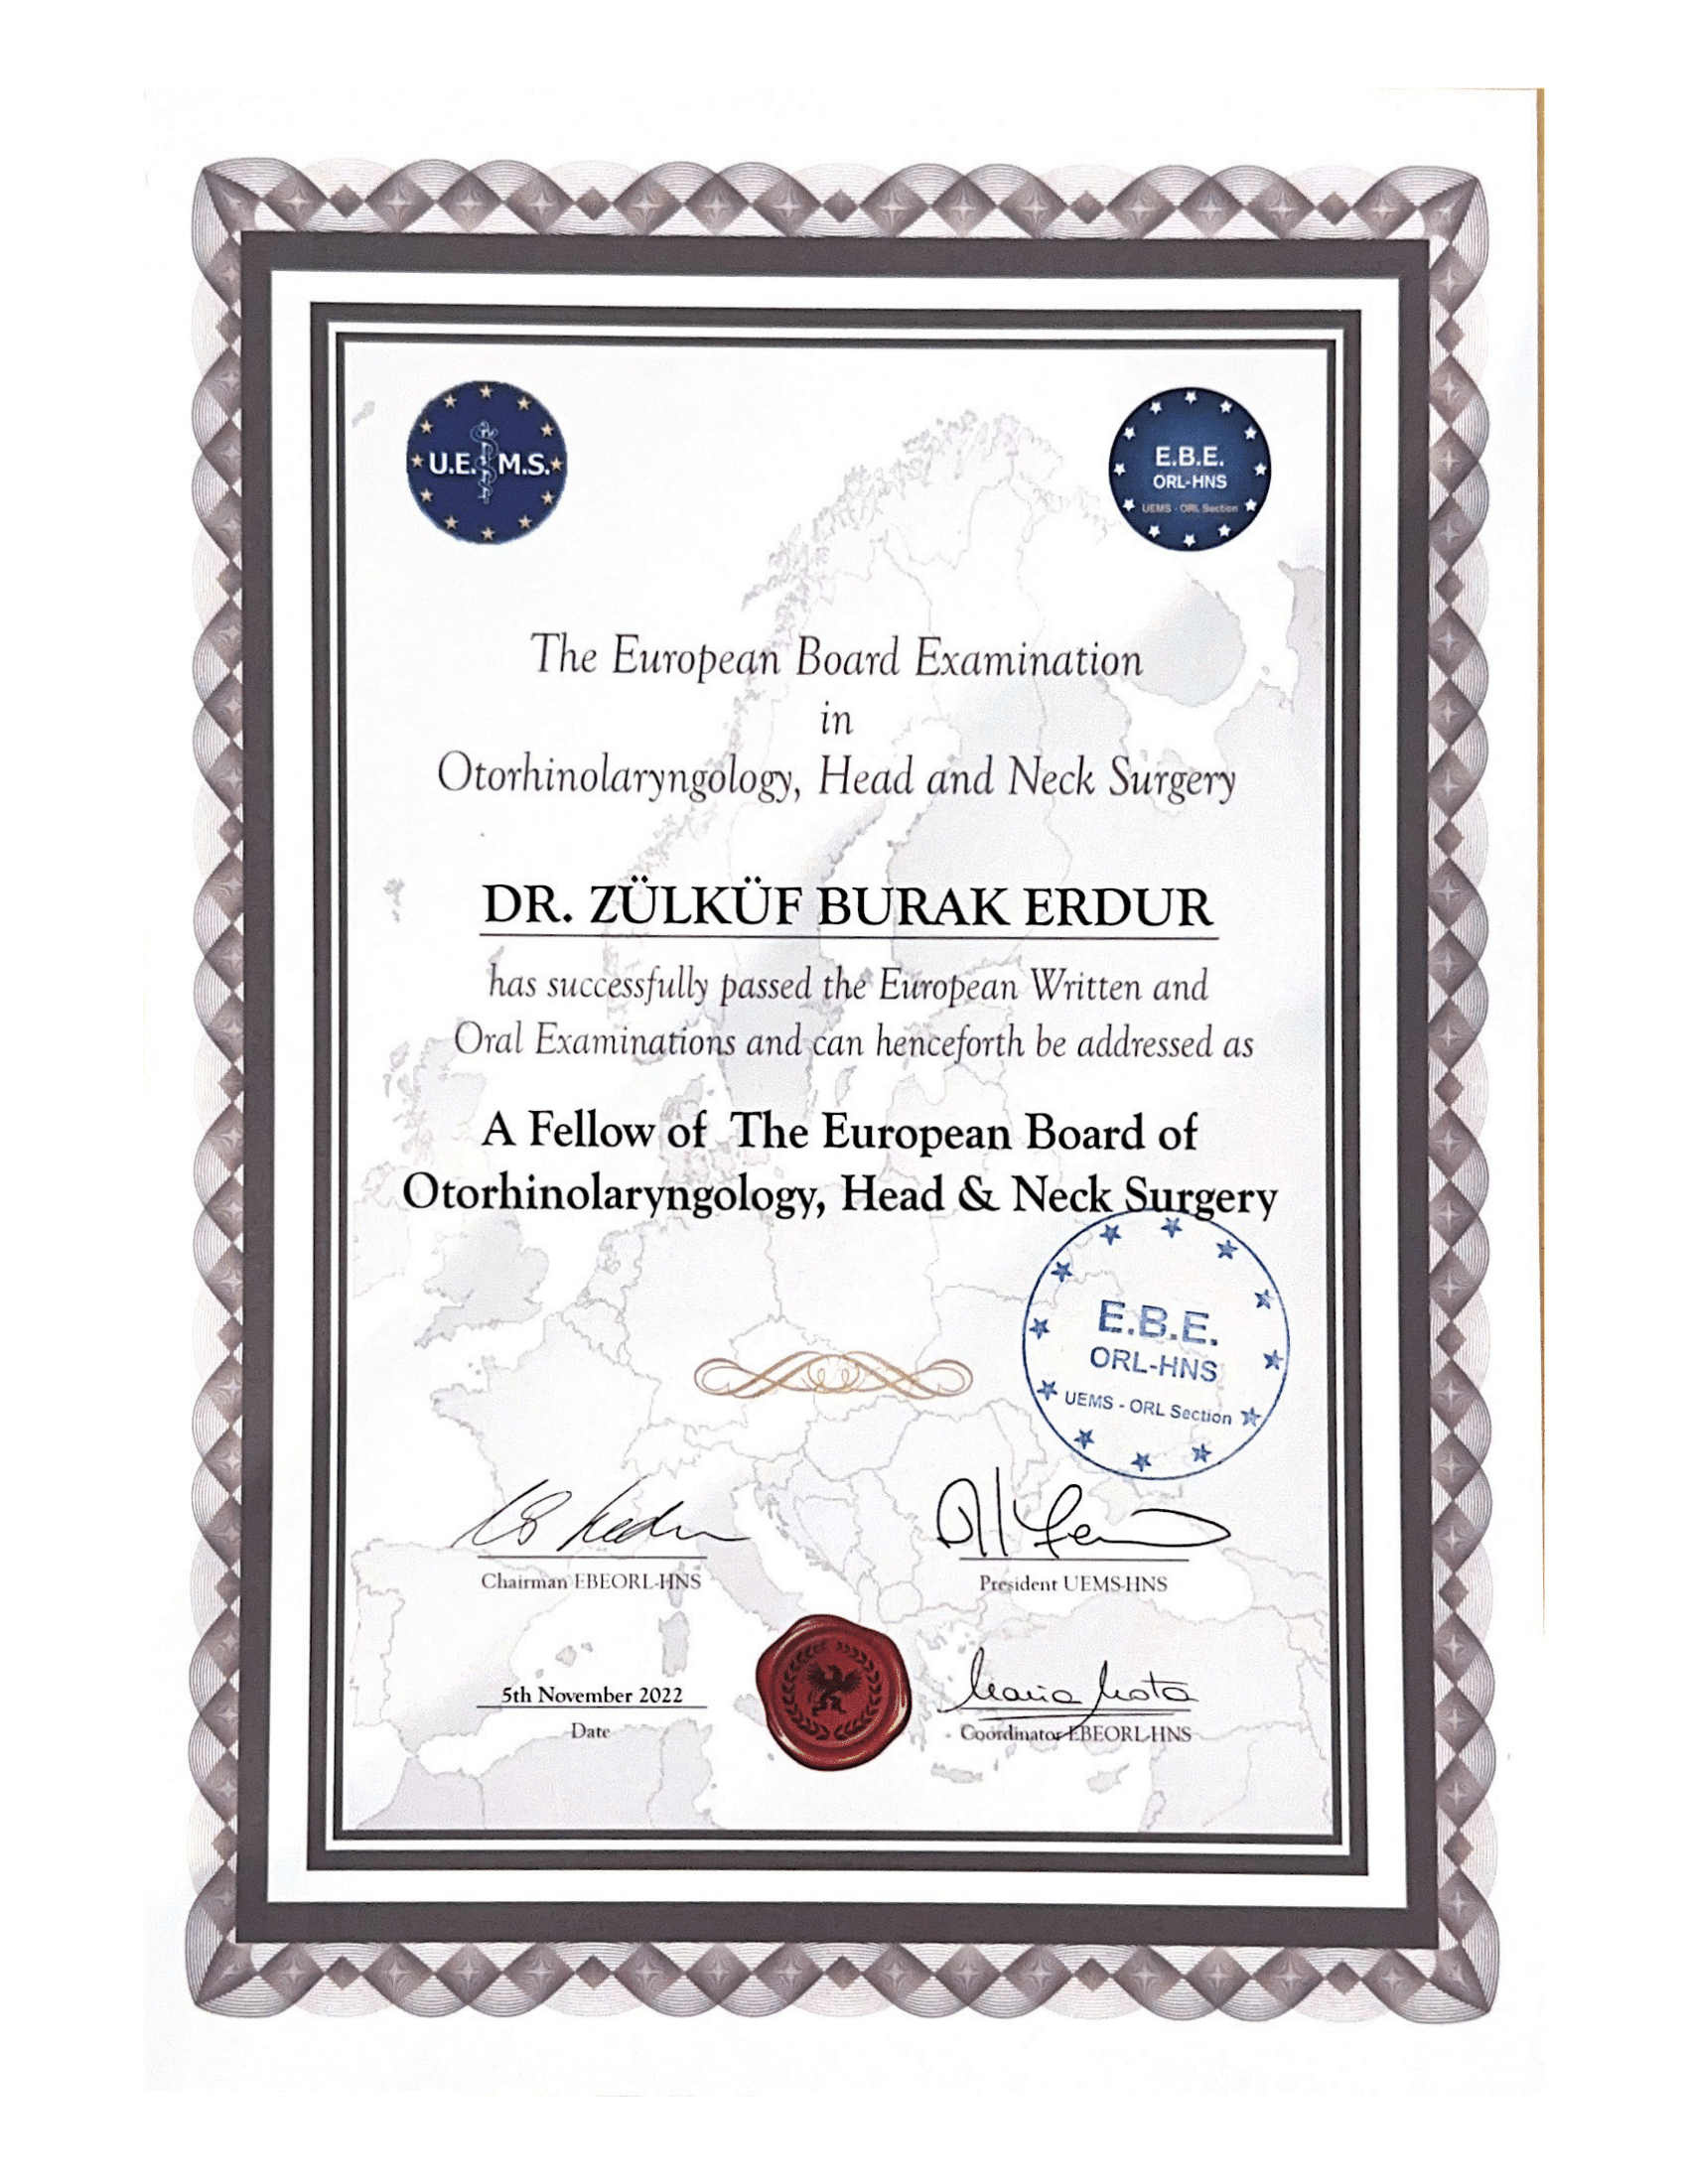 U.E.M.S.
E.B.E.
ORL-HNS
UEMS - ORL Section
The European Board Examination
in
Otorhinolaryngology, Head and Neck Surgery
DR. ZÜLKÜF BURAK ERDUR
has successfully passed the European Written and
Oral Examinations and can henceforth be addressed as
A Fellow of The European Board of
Otorhinolaryngology, Head & Neck Surgery
E.B.E.
ORL-HNS
UEMS - ORL Section
Chairman EBEORL-HNS
President UEMS-HNS
5th November 2022
Date
Coordinator EBEORL-HNS